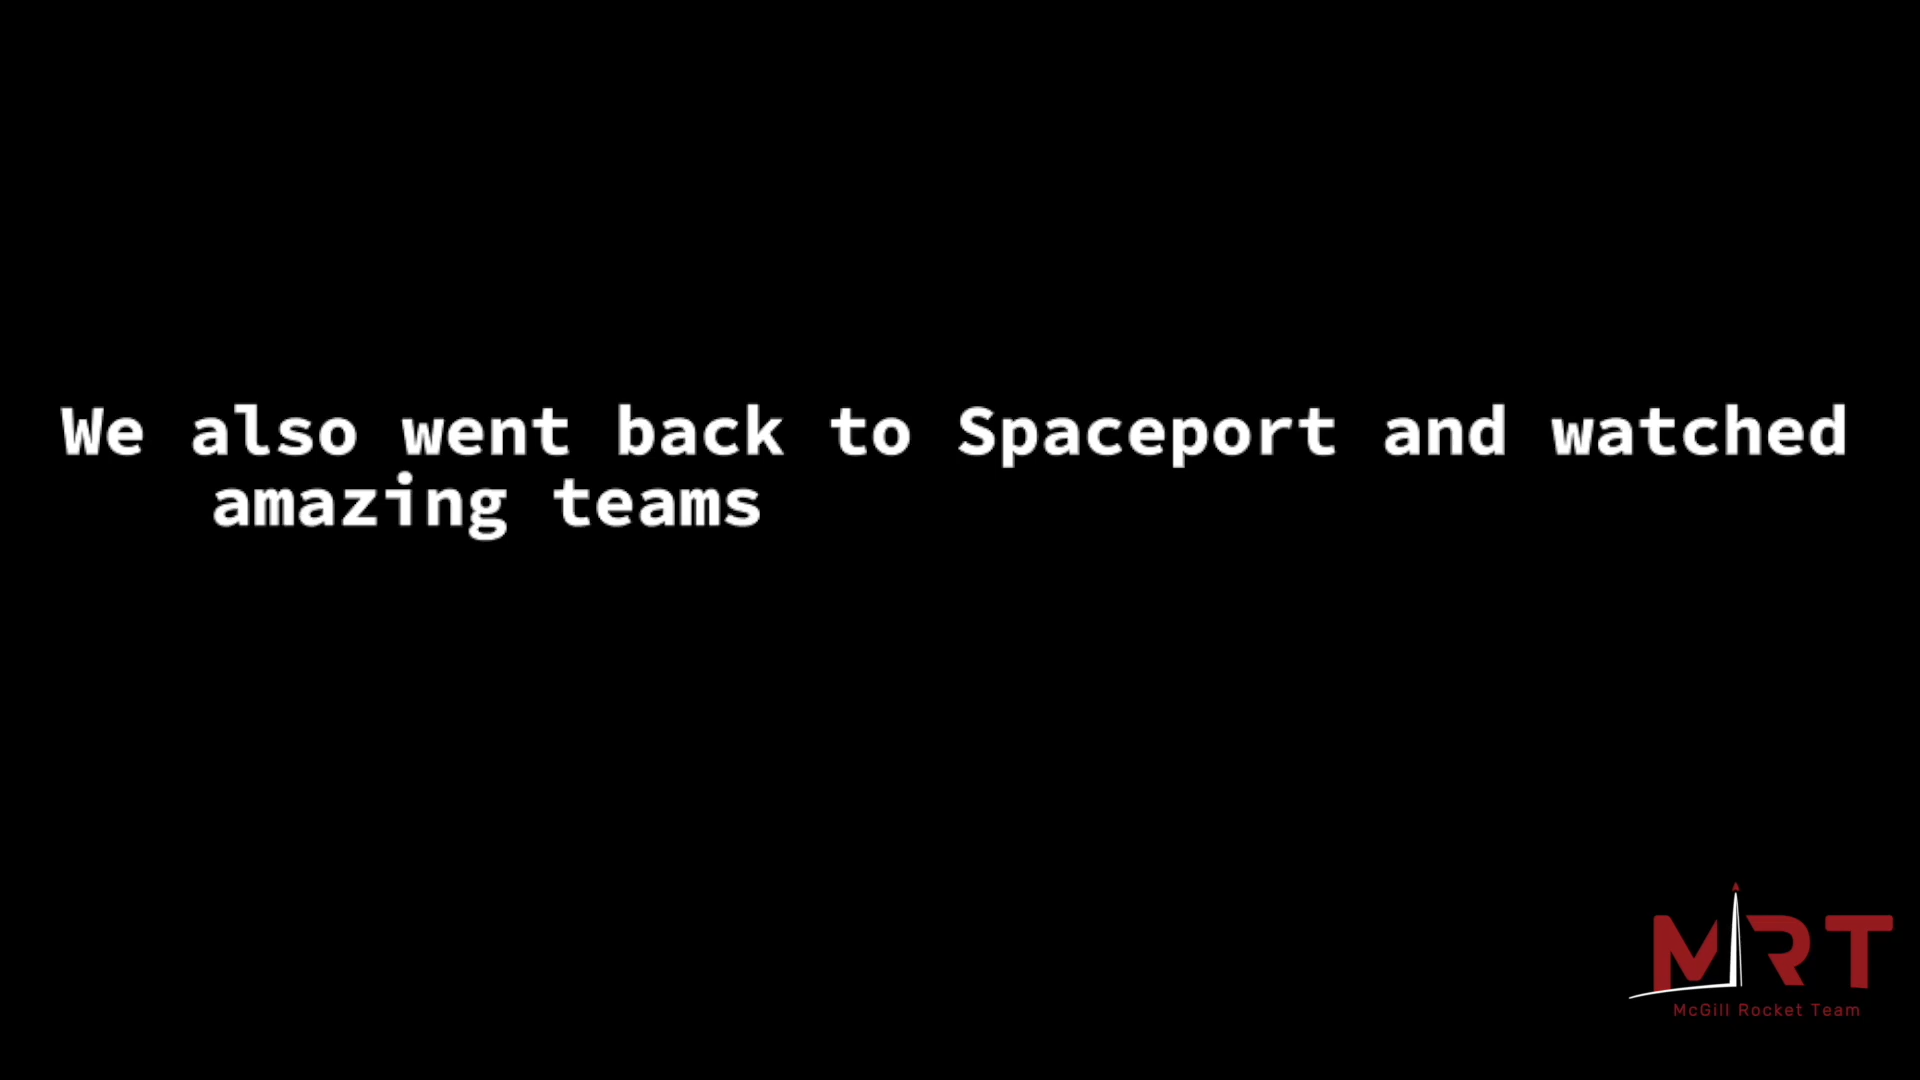 We also went back to Spaceport and watched
amazing teams
MRT
McGill Rocket Team